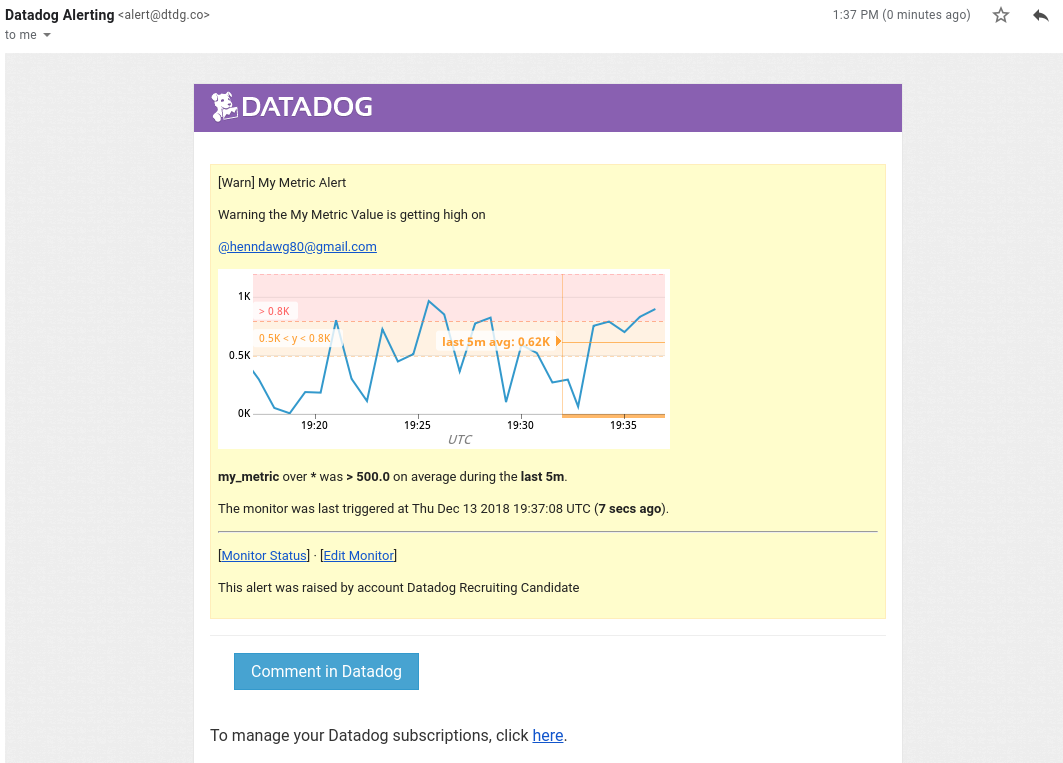 Datadog Alerting <alert@dtdg.co>
1:37 PM (0 minutes ago)
to me
DATADOG
[Warn] My Metric Alert
Warning the My Metric Value is getting high on
@henndawg80@gmail.com
1K
> 0.8K
0.5K < y < 0.8K
last 5m avg: 0.62K
0.5K
0K
19:20 19:25 19:30 19:35
UTC
my_metric over * was > 500.0 on average during the last 5m.
The monitor was last triggered at Thu Dec 13 2018 19:37:08 UTC (7 secs ago).
[Monitor Status] · [Edit Monitor]
This alert was raised by account Datadog Recruiting Candidate
Comment in Datadog
To manage your Datadog subscriptions, click here.